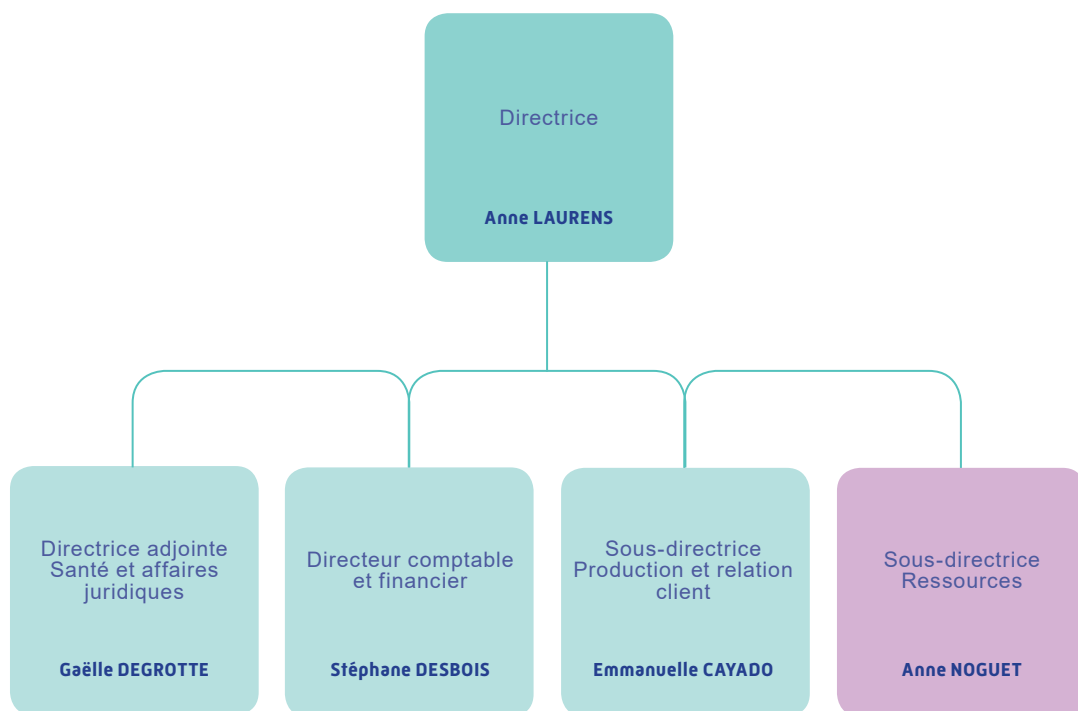 Directrice
Anne LAURENS
Directrice adjointe
Santé et affaires
juridiques
Gaëlle DEGROTTE
Directeur comptable
et financier
Stéphane DESBOIS
Sous-directrice
Production et relation
client
Emmanuelle CAYADO
Sous-directrice
Ressources
Anne NOGUET